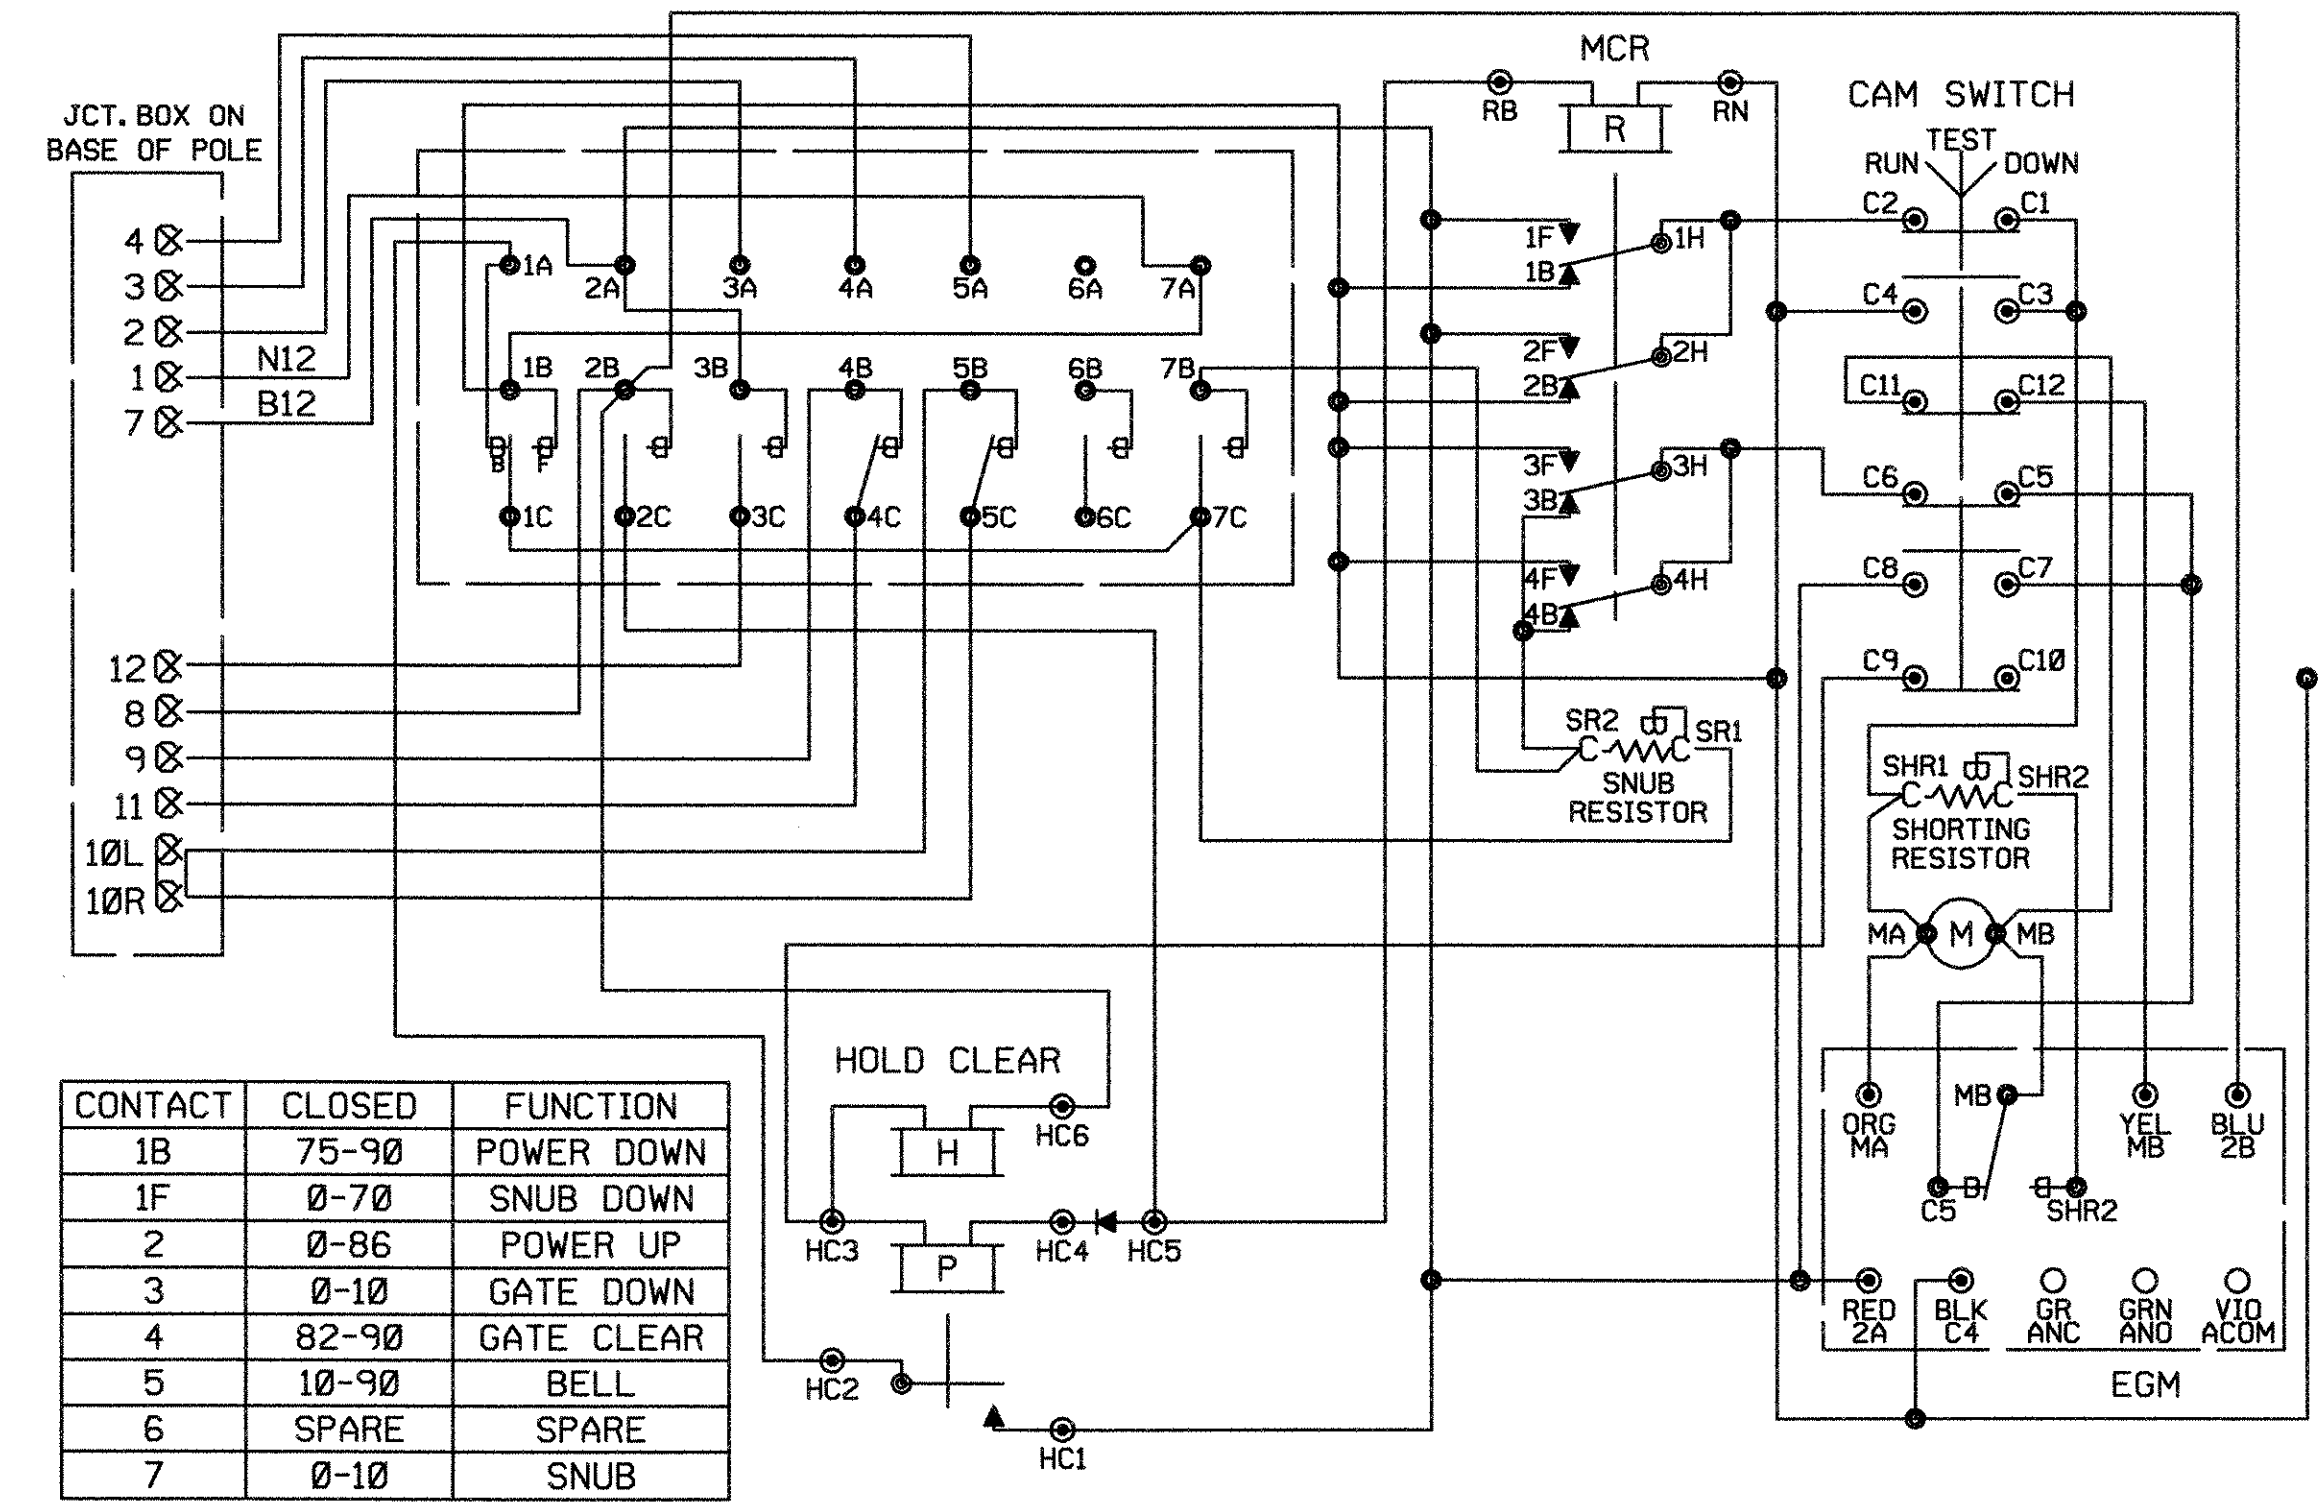 JCT. BOX ON
BASE OF POLE
4
3
2
1
7
N12
B12
12
8
9
11
10L
10R
1A
2A
3A
4A
5A
6A
7A
1B
2B
3B
4B
5B
6B
7B
B
F
1C
2C
3C
4C
5C
6C
7C
MCR
RB
R
RN
1F
1H
1B
2F
2H
2B
3F
3H
3B
4F
4H
4B
SR2
SR1
SNUB
RESISTOR
CAM SWITCH
TEST
RUN
DOWN
C2
C1
C4
C3
C11
C12
C6
C5
C8
C7
C9
C10
SHR1
SHR2
SHORTING
RESISTOR
MA
M
MB
HOLD CLEAR
H
HC6
HC3
HC4
HC5
P
HC2
HC1
ORG
MA
MB
YEL
MB
BLU
2B
C5
SHR2
RED
2A
BLK
C4
GR
ANC
GRN
ANO
VIO
ACOM
EGM
CONTACT CLOSED FUNCTION
1B 75-90 POWER DOWN
1F 0-70 SNUB DOWN
2 0-86 POWER UP
3 0-10 GATE DOWN
4 82-90 GATE CLEAR
5 10-90 BELL
6 SPARE SPARE
7 0-10 SNUB